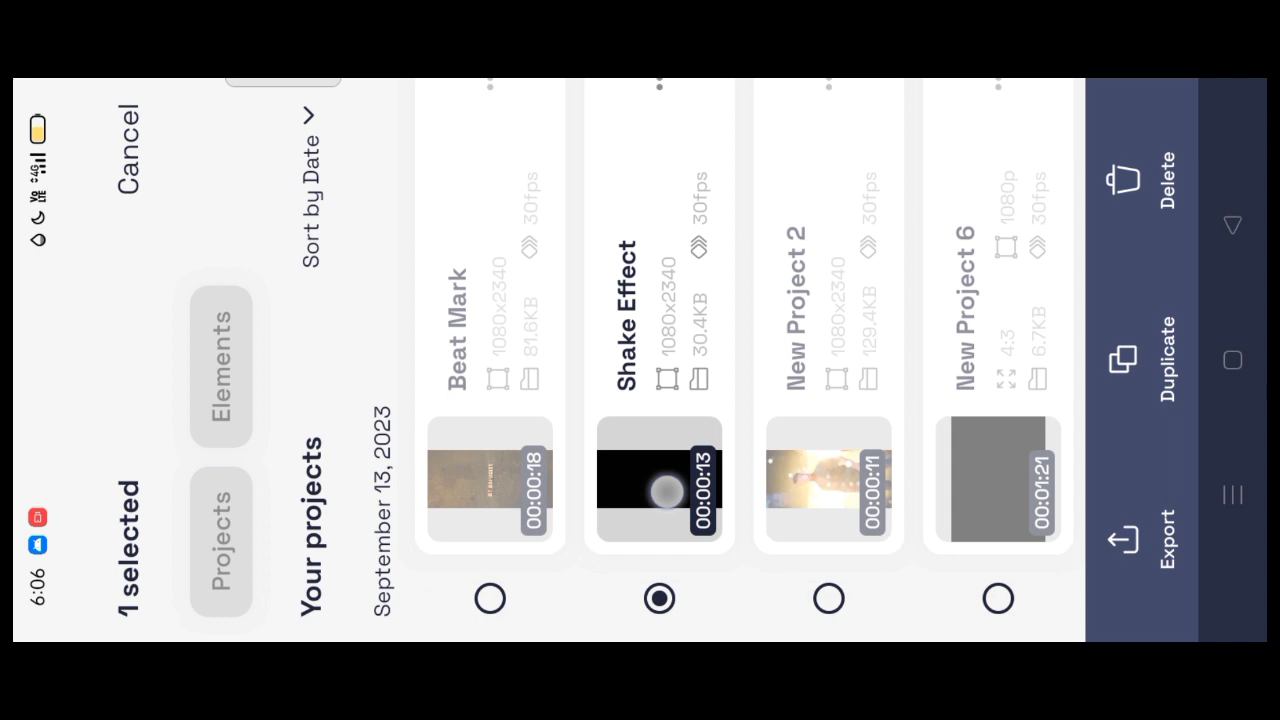 6:06
Vo LTE 4G
1 selected
Cancel
Projects
Elements
Your projects
Sort by Date
September 13, 2023
Beat Mark
1080x2340
81.6KB
30fps
00:00:18
Shake Effect
1080x2340
30.4KB
30fps
00:00:13
New Project 2
1080x2340
129.4KB
30fps
00:00:11
New Project 6
4:3
1080p
6.7KB
30fps
00:01:21
Export
Duplicate
Delete